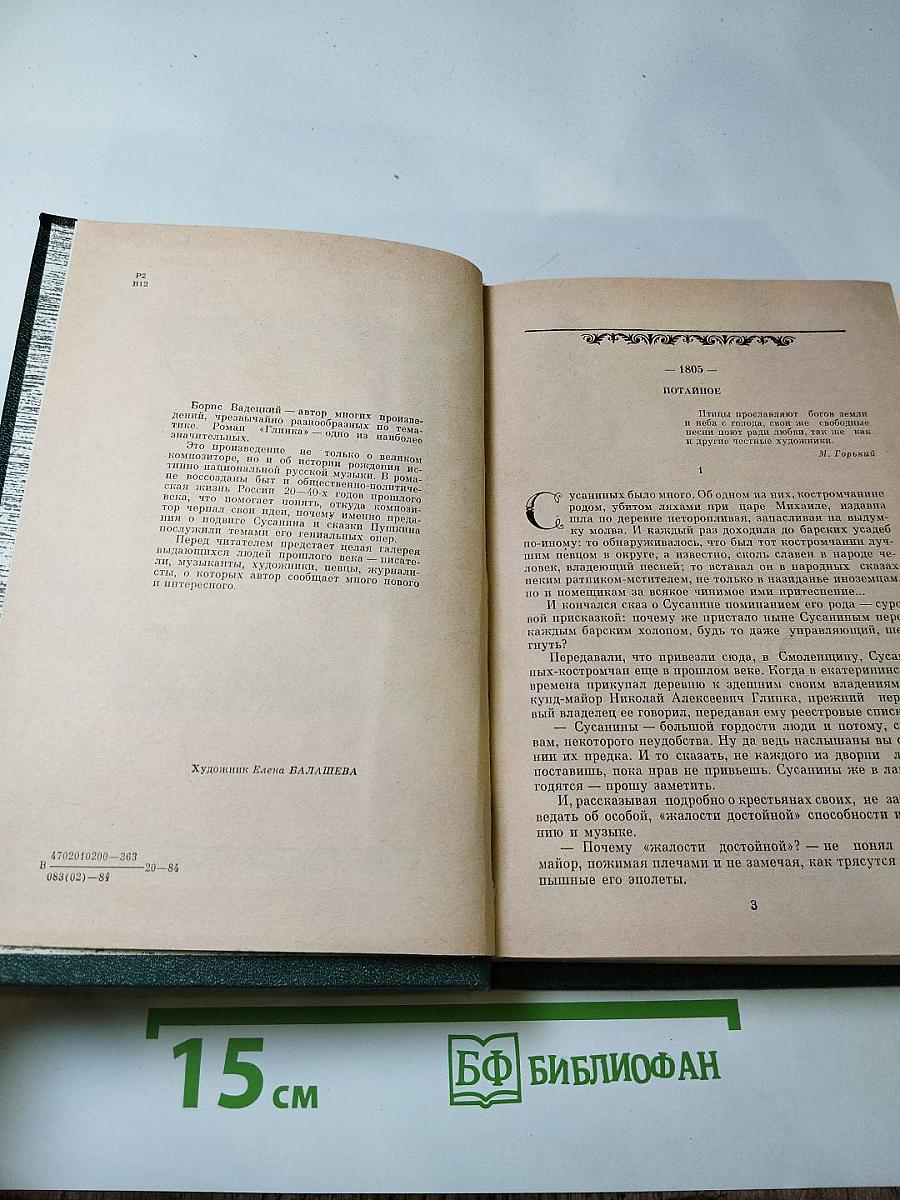 Р2
В12
Борис Вадецкий — автор многих произве-
дений, чрезвычайно разнообразных по тема-
тике. Роман «Глинка» — одно из наиболее
значительных.
Это произведение не только о великом
композиторе, но и об истории рождения ис-
тинно национальной русской музыки. В рома-
не воссозданы быт и общественно-политиче-
ская жизнь России 20—40-х годов прошлого
века, что помогает понять, откуда компози-
тор черпал свои идеи, почему именно преда-
ния о подвиге Сусанина и сказки Пушкина
послужили темами его гениальных опер.
Перед читателем предстает целая галерея
выдающихся людей прошлого века — писате-
ли, музыканты, художники, певцы, журнали-
сты, о которых автор сообщает много нового
и интересного.
Художник Елена БАЛАШЕВА
В 4702010200—363
083(02)—84 —20—84
— 1805 —
ПОТАЙНОЕ
Птицы прославляют богов земли
и неба с голода, свои же свободные
песни поют ради любви, так же как
и другие честные художники.
М. Горький
1
Сусаниных было много. Об одном из них, костромчанине
родом, убитом ляхами при царе Михаиле, издавна
шла по деревне неторопливая, запасливая на выдум-
ку молва. И каждый раз доходила до барских усадеб
по-иному: то обнаруживалось, что был тот костромчанин луч-
шим певцом в округе, а известно, сколь славен в народе че-
ловек, владеющий песней; то вставал он в народных сказах
неким ратником-мстителем, не только в назиданье иноземцам,
но и помещикам за всякое чинимое ими притеснение...
И кончался сказ о Сусанине поминанием его рода — суро-
вой присказкой: почему же пристало ныне Сусаниным пере
каждым барским холопом, будь то даже управляющий, ше
гнуть?
Передавали, что привезли сюда, в Смоленщину, Суса
ных-костромчан еще в прошлом веке. Когда в екатерининс
времена прикупал деревню к здешним своим владениям
кунд-майор Николай Алексеевич Глинка, прежний нер
вый владелец ее говорил, передавая ему реестровые списк
— Сусанины — большой гордости люди и потому, с
вам, некоторого неудобства. Ну да ведь наслышаны вы о
нии их предка. И то сказать, не каждого из дворни л
поставишь, пока нрав не привьешь. Сусанины же в ла
годятся — прошу заметить.
И, рассказывая подробно о крестьянах своих, не за
ведать об особой, «жалости достойной» способности и
нию и музыке.
— Почему «жалости достойной»? — не понял
майор, пожимая плечами и не замечая, как трясутся
пышные его эполеты.
3
15 см
БФ БИБЛИОФАН